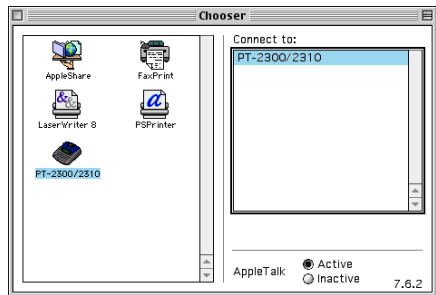 Chooser
AppleShare
FaxPrint
LaserWriter 8
PSPrinter
PT-2300/2310
Connect to:
PT-2300/2310
AppleTalk
Active
Inactive
7.6.2